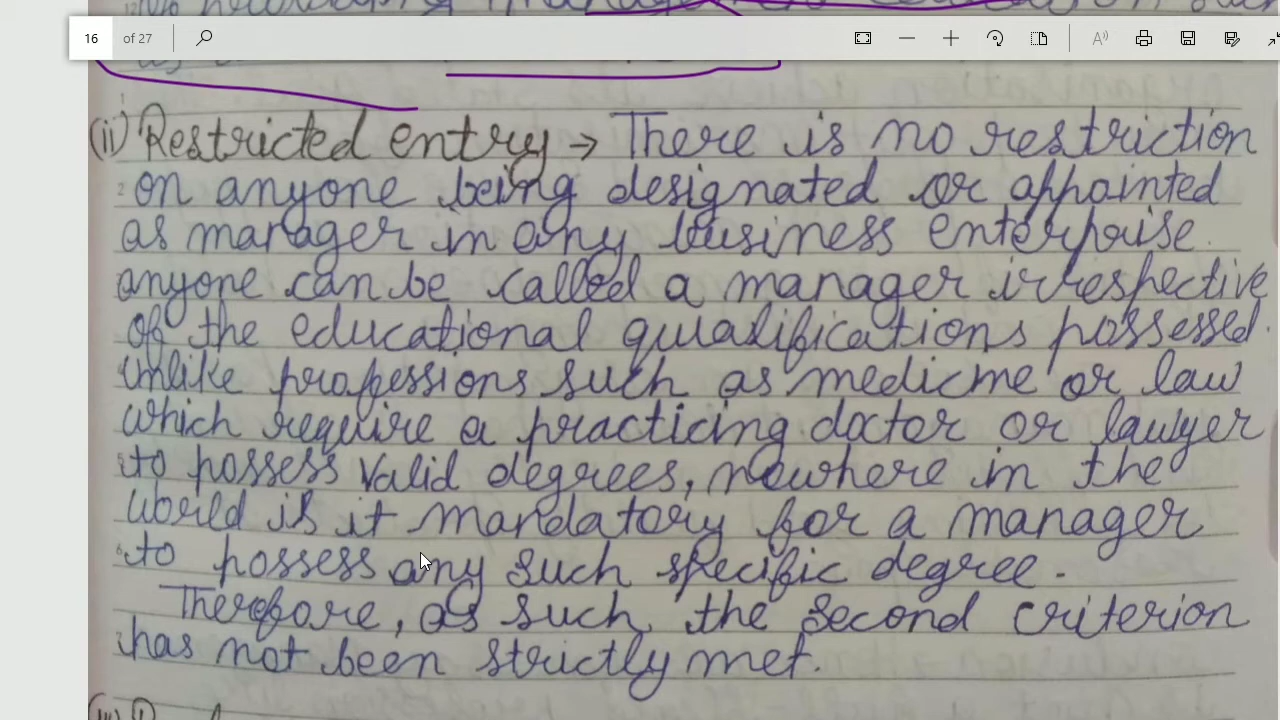 16 of 27
(ii) Restricted entry → There is no restriction
on anyone being designated or appointed
as manager in any business enterprise.
anyone can be called a manager irrespective
of the educational qualifications possessed.
Unlike professions such as medicine or law
which require a practicing doctor or lawyer
to possess valid degrees, nowhere in the
world is it mandatory for a manager
to possess any such specific degree.
Therefore, as such, the second criterion
has not been strictly met.